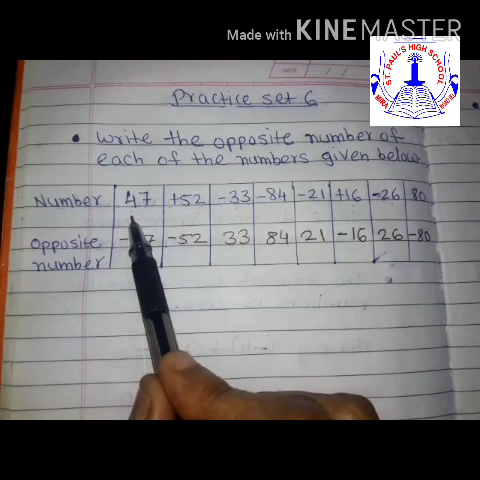 Made with KINEMASTER
ST. PAUL'S HIGH SCHOOL
DATE
Practice set 6
• Write the opposite number of
each of the numbers given below.
Number 47 +52 -33 -84 -21 +16 -26 80
Opposite 7 -52 33 84 21 -16 26 -80
number